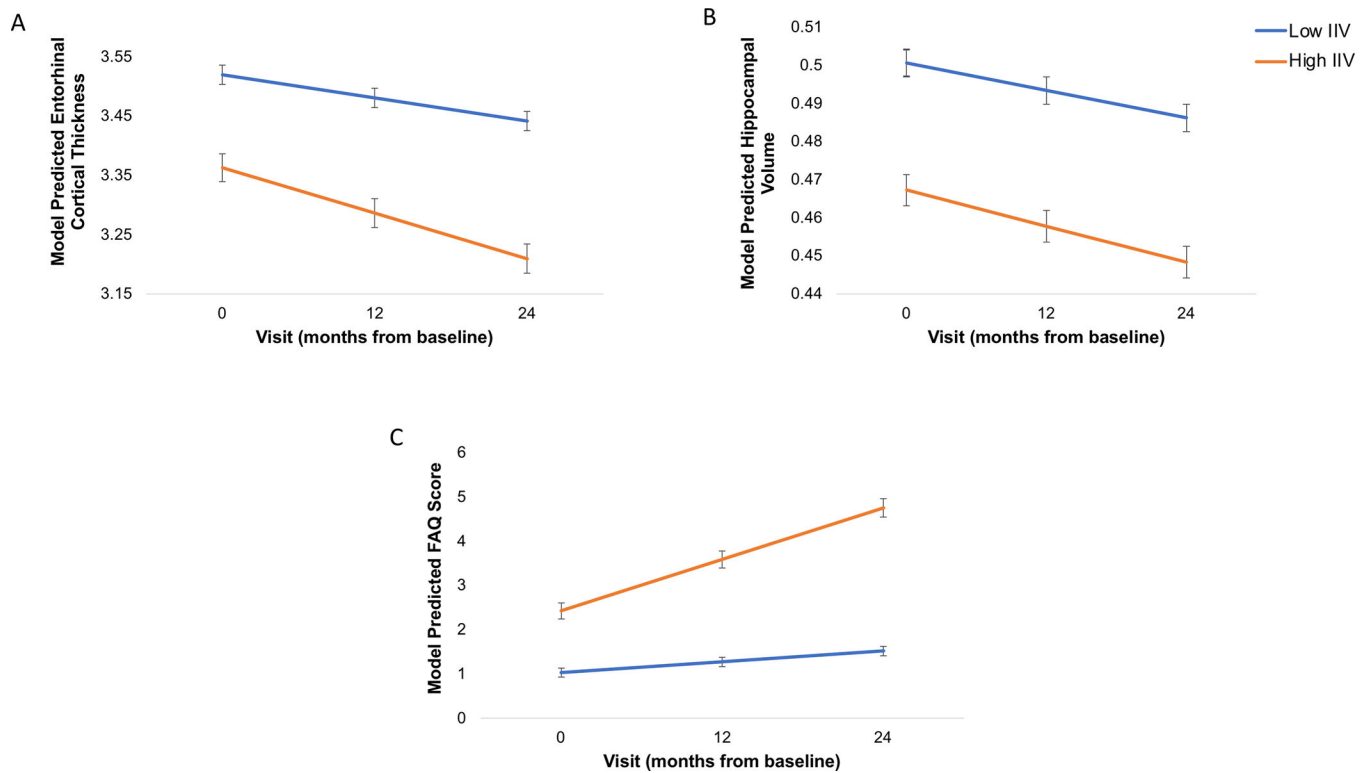 A
Model Predicted Entorhinal
Cortical Thickness
3.55
3.45
3.35
3.25
3.15
0
12
24
Visit (months from baseline)
B
Model Predicted Hippocampal
Volume
0.51
0.5
0.49
0.48
0.47
0.46
0.45
0.44
0
12
24
Visit (months from baseline)
Low IIV
High IIV
C
Model Predicted FAQ Score
6
5
4
3
2
1
0
0
12
24
Visit (months from baseline)